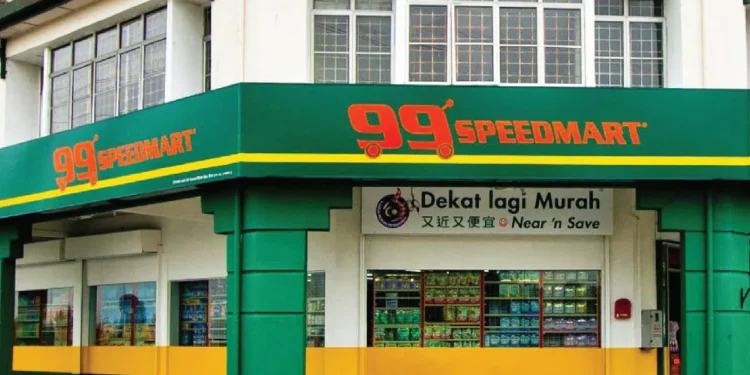 99 SPEEDMART
99 SPEEDMART
Dekat lagi Murah
又近又便宜 Near 'n Save